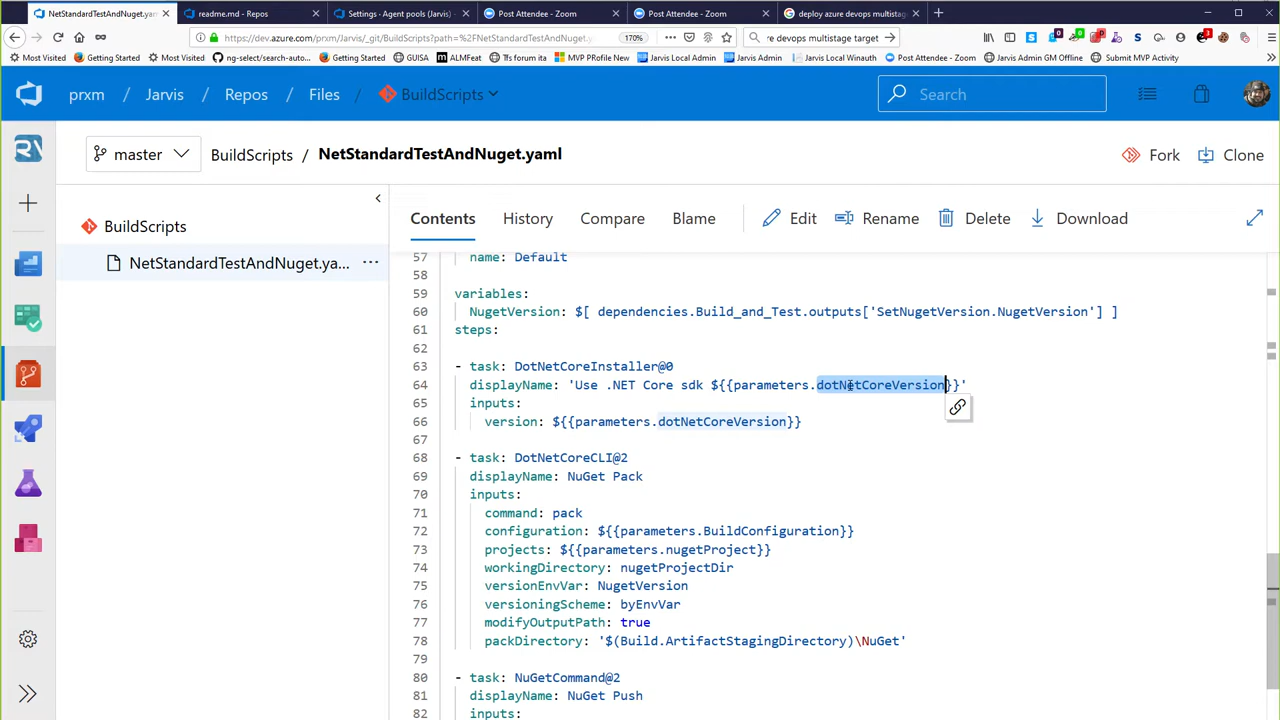 NetStandardTestAndNuget.yam
readme.md - Repos
Settings - Agent pools (Jarvis)
Post Attendee - Zoom
Post Attendee - Zoom
deploy azure devops multistage
https://dev.azure.com/prxm/Jarvis/_git/BuildScripts?path=%2FNetStandardTestAndNuget.
170%
re devops multistage target
Most Visited
Getting Started
Most Visited
ng-select/search-auto...
Getting Started
GUISA
ALMFeat
Tfs forum ita
MVP PRofile New
Jarvis Local Admin
Jarvis Admin
Jarvis Local Winauth
Post Attendee - Zoom
Jarvis Admin GM Offline
Submit MVP Activity
prxm / Jarvis / Repos / Files / BuildScripts
Search
master
BuildScripts / NetStandardTestAndNuget.yaml
Fork
Clone
BuildScripts
NetStandardTestAndNuget.ya...
Contents
History
Compare
Blame
Edit
Rename
Delete
Download
57 name: Default
58
59 variables:
60 NugetVersion: $[ dependencies.Build_and_Test.outputs['SetNugetVersion.NugetVersion'] ]
61 steps:
62
63 - task: DotNetCoreInstaller@0
64 displayName: 'Use .NET Core sdk ${{parameters.dotNetCoreVersion}}'
65 inputs:
66 version: ${{parameters.dotNetCoreVersion}}
67
68 - task: DotNetCoreCLI@2
69 displayName: NuGet Pack
70 inputs:
71 command: pack
72 configuration: ${{parameters.BuildConfiguration}}
73 projects: ${{parameters.nugetProject}}
74 workingDirectory: nugetProjectDir
75 versionEnvVar: NugetVersion
76 versioningScheme: byEnvVar
77 modifyOutputPath: true
78 packDirectory: '$(Build.ArtifactStagingDirectory)\NuGet'
79
80 - task: NuGetCommand@2
81 displayName: NuGet Push
82 inputs: